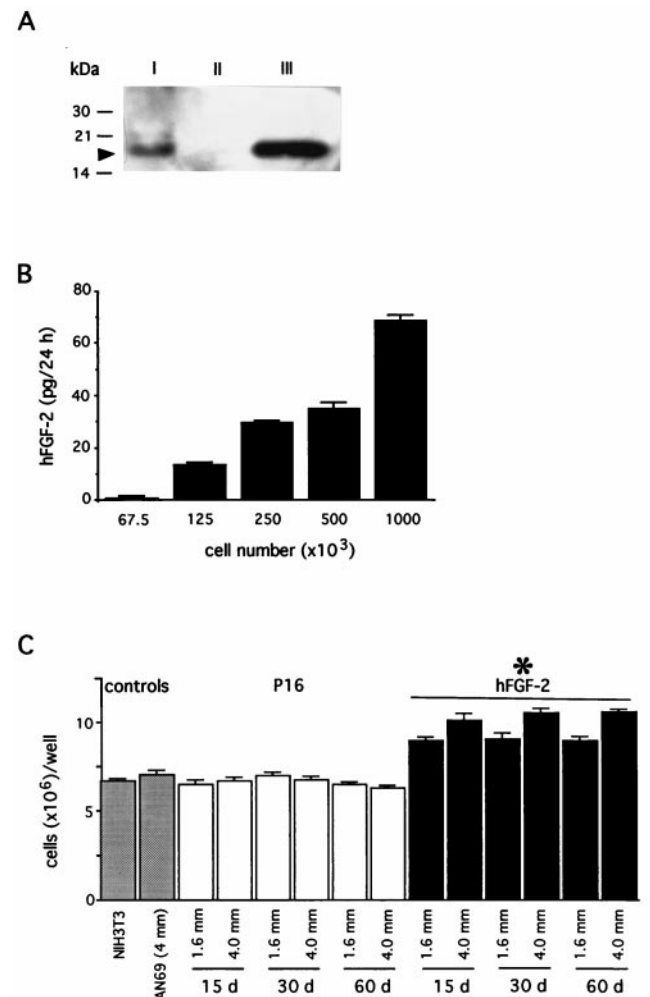 A
kDa I II III
30
21
14
B
80
60
40
20
0
hFGF-2 (pg/24 h)
67.5 125 250 500 1000
cell number (x10³)
C
controls P16 * hFGF-2
10
5
0
cells (x10⁶)/well
NIH3T3
AN69 (4 mm)
1.6 mm
4.0 mm
1.6 mm
4.0 mm
1.6 mm
4.0 mm
1.6 mm
4.0 mm
1.6 mm
4.0 mm
1.6 mm
4.0 mm
15 d 30 d 60 d 15 d 30 d 60 d